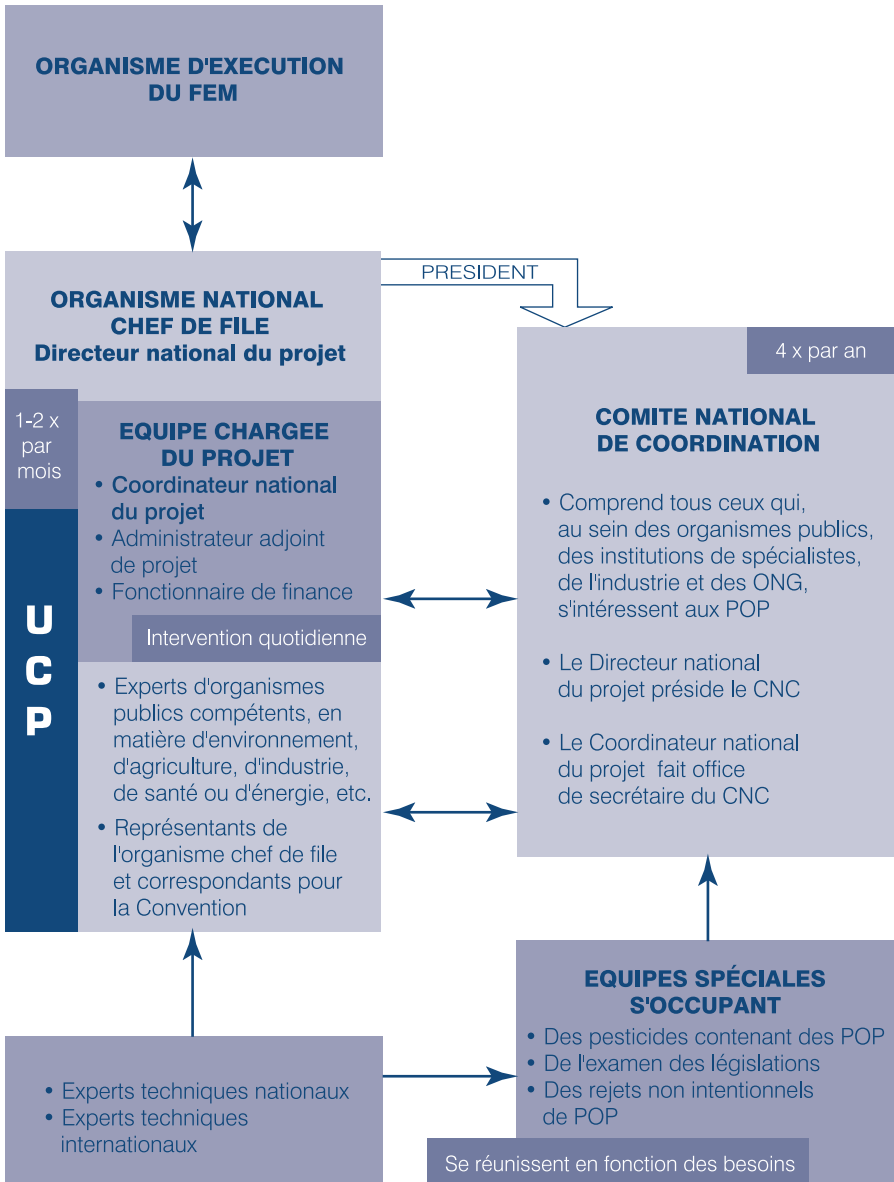 ORGANISME D'EXECUTION
DU FEM
ORGANISME NATIONAL
CHEF DE FILE
Directeur national du projet
PRESIDENT
1-2 x
par
mois
UCP
EQUIPE CHARGEE
DU PROJET
• Coordinateur national
du projet
• Administrateur adjoint
de projet
• Fonctionnaire de finance
Intervention quotidienne
• Experts d'organismes
publics compétents, en
matière d'environnement,
d'agriculture, d'industrie,
de santé ou d'énergie, etc.
• Représentants de
l'organisme chef de file
et correspondants pour
la Convention
4 x par an
COMITE NATIONAL
DE COORDINATION
• Comprend tous ceux qui,
au sein des organismes publics,
des institutions de spécialistes,
de l'industrie et des ONG,
s'intéressent aux POP
• Le Directeur national
du projet préside le CNC
• Le Coordinateur national
du projet fait office
de secrétaire du CNC
• Experts techniques nationaux
• Experts techniques
internationaux
EQUIPES SPÉCIALES
S'OCCUPANT
• Des pesticides contenant des POP
• De l'examen des législations
• Des rejets non intentionnels
de POP
Se réunissent en fonction des besoins